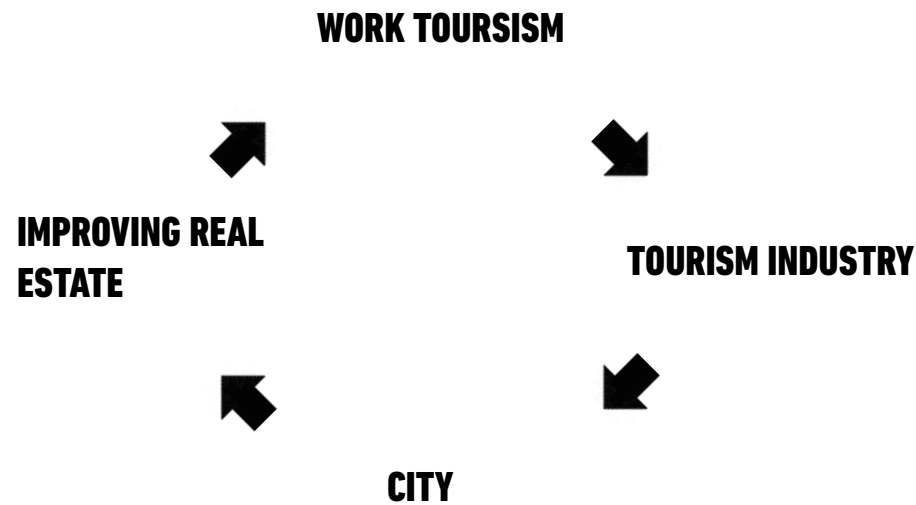 WORK TOURSISM
IMPROVING REAL
ESTATE
TOURISM INDUSTRY
CITY